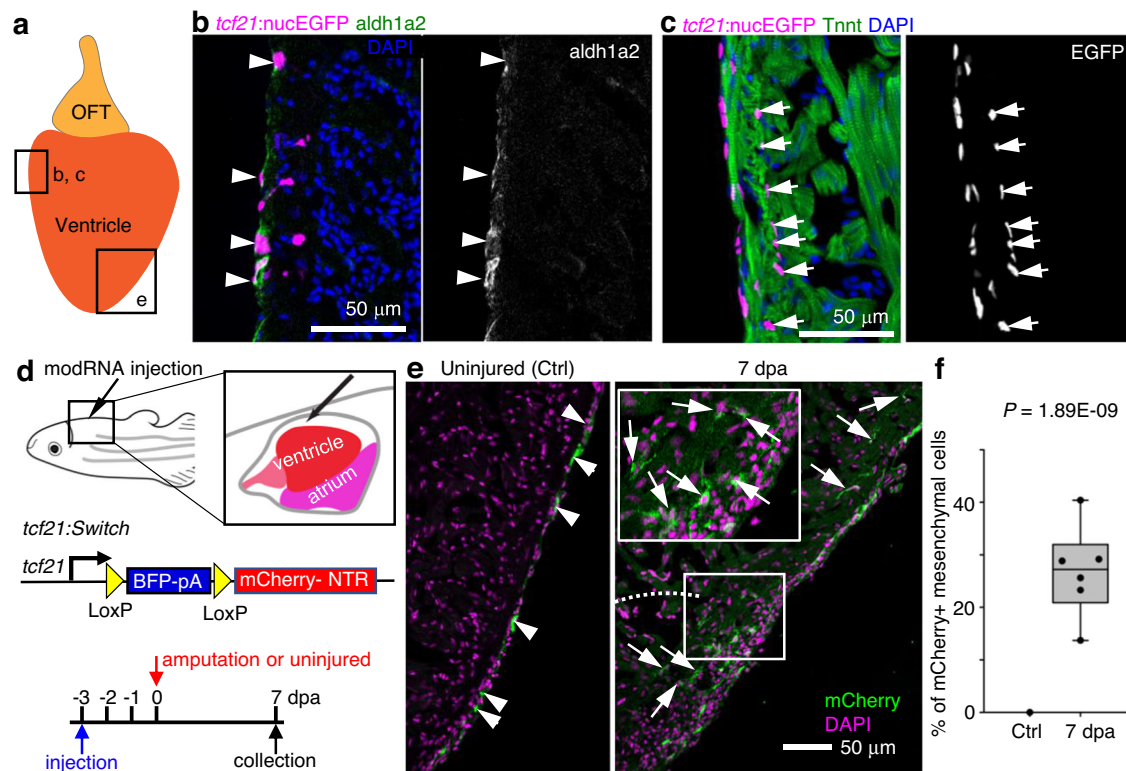 a
OFT
b, c
Ventricle
e
b
tcf21:nucEGFP aldh1a2
DAPI
aldh1a2
50 μm
c
tcf21:nucEGFP Tnnt DAPI
EGFP
50 μm
d
modRNA injection
ventricle
atrium
tcf21:Switch
tcf21
BFP-pA
mCherry- NTR
LoxP
LoxP
amputation or uninjured
-3 -2 -1 0 7 dpa
injection
collection
e
Uninjured (Ctrl)
7 dpa
mCherry
DAPI
50 μm
f
P = 1.89E-09
% of mCherry+ mesenchymal cells
40
20
0
Ctrl 7 dpa